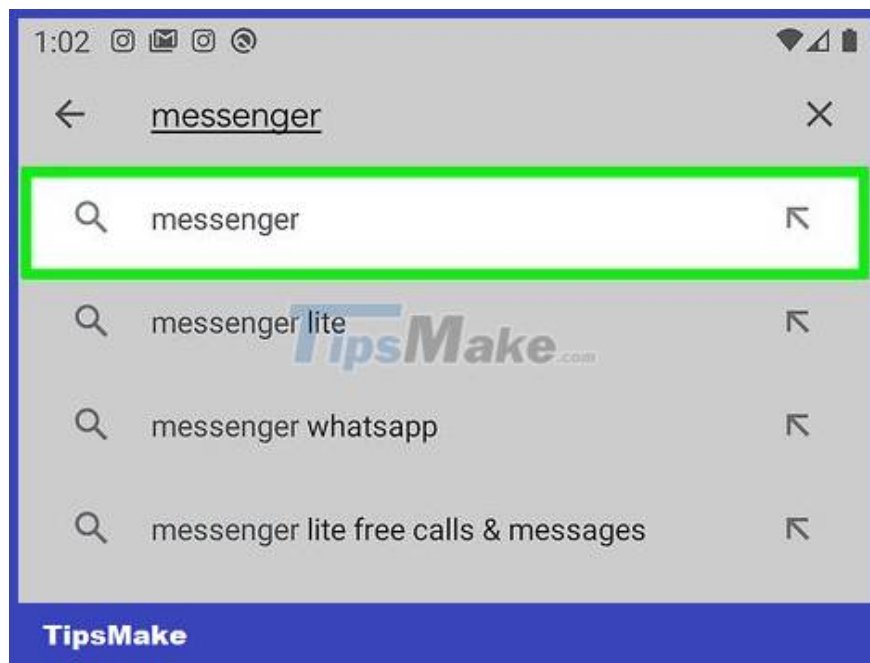 1:02
messenger
messenger
messenger lite
TipsMake.com
messenger whatsapp
messenger lite free calls & messages
TipsMake